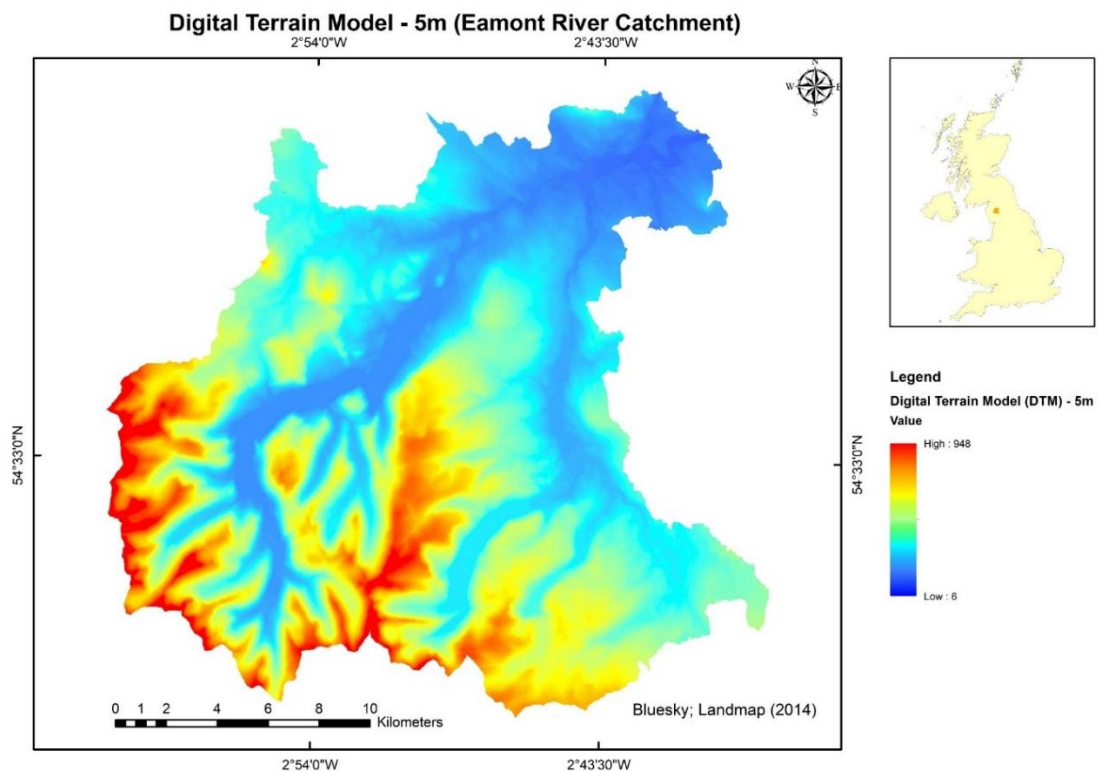 Digital Terrain Model - 5m (Eamont River Catchment)
2°54'0"W
2°43'30"W
N
W
E
S
54°33'0"N
54°33'0"N
0 1 2 4 6 8 10
Kilometers
Bluesky; Landmap (2014)
2°54'0"W
2°43'30"W
Legend
Digital Terrain Model (DTM) - 5m
Value
High : 948
Low : 6